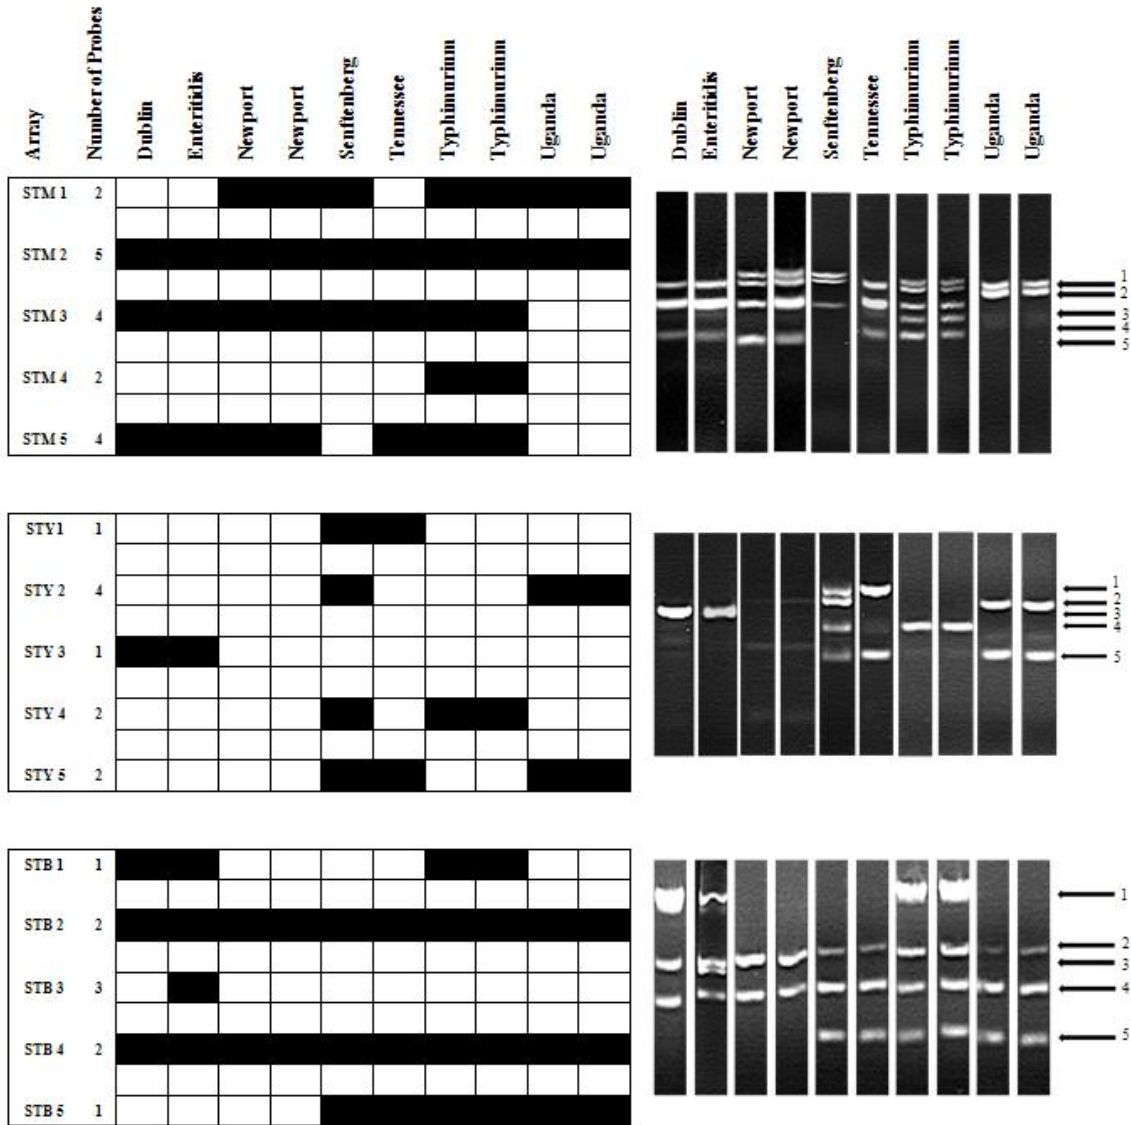 Array
Number of Probes
Dublin
Enteritidis
Newport
Newport
Senftenberg
Tennessee
Typhimurium
Typhimurium
Uganda
Uganda
Dublin
Enteritidis
Newport
Newport
Senftenberg
Tennessee
Typhimurium
Typhimurium
Uganda
Uganda
STM 1 2
STM 2 5
STM 3 4
STM 4 2
STM 5 4
1
2
3
4
5
STY1 1
STY 2 4
STY 3 1
STY 4 2
STY 5 2
1
2
3
4
5
STB 1 1
STB 2 2
STB 3 3
STB 4 2
STB 5 1
1
2
3
4
5